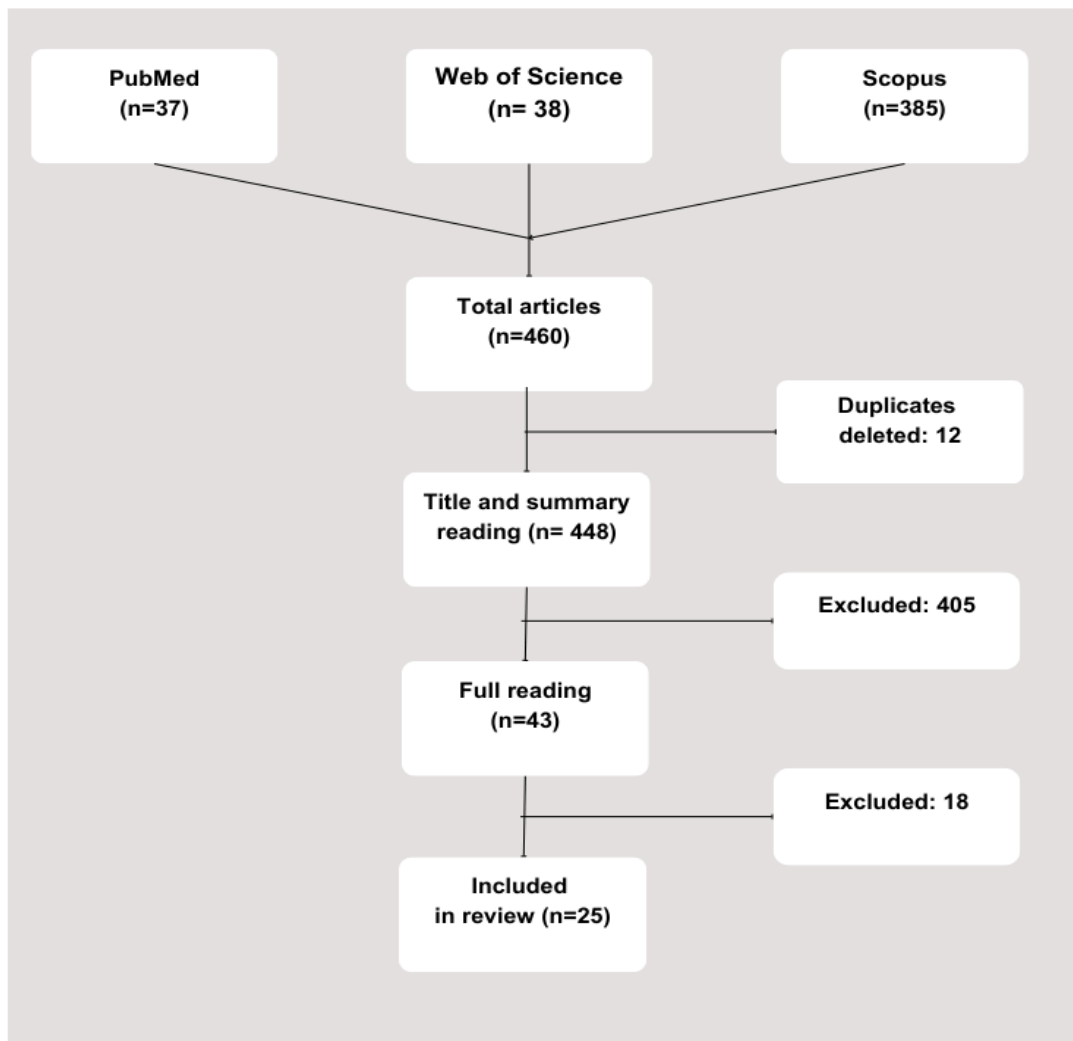 PubMed
(n=37)
Web of Science
(n= 38)
Scopus
(n=385)
Total articles
(n=460)
Duplicates
deleted: 12
Title and summary
reading (n= 448)
Excluded: 405
Full reading
(n=43)
Excluded: 18
Included
in review (n=25)